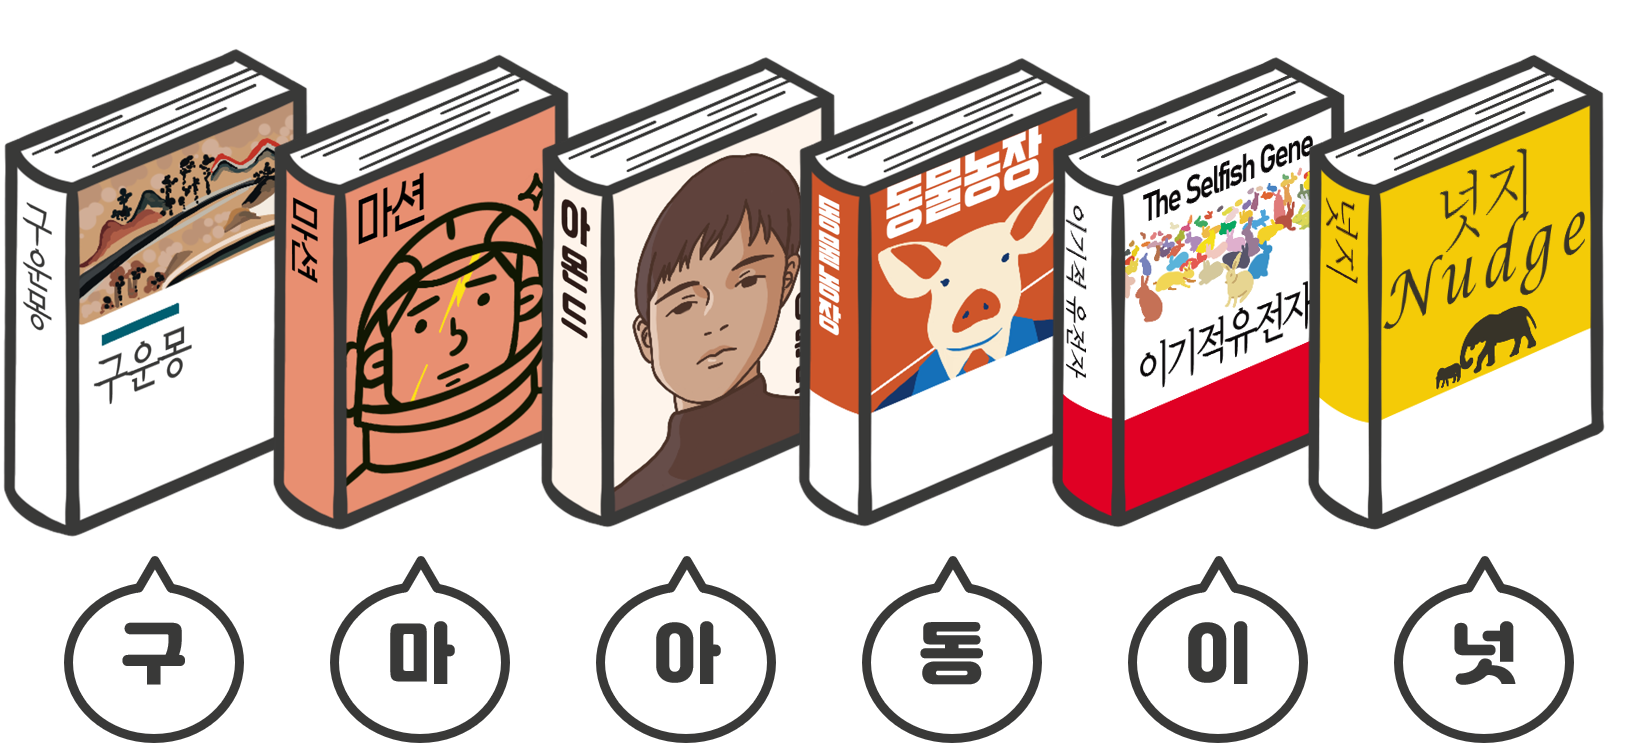 구운몽
구운몽
마션
마션
아몬드
동물농장
동물농장
이기적 유전자
The Selfish Gene
이기적유전자
넛지
넛지
Nudge
구
마
아
동
이
넛